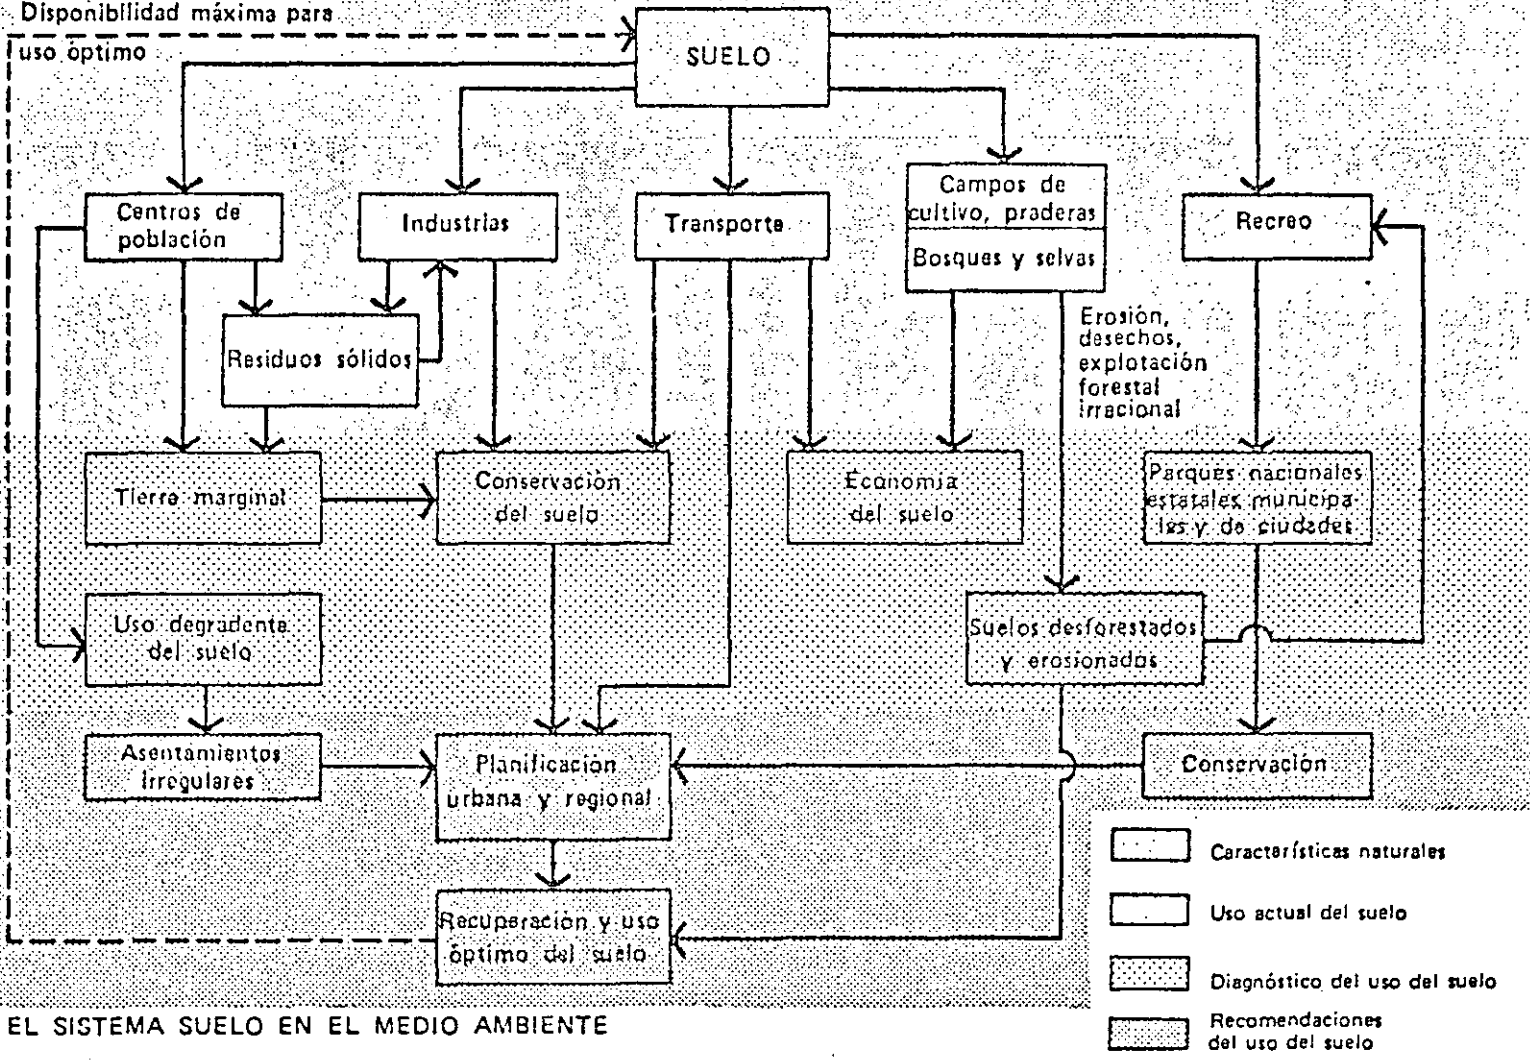 Disponibilidad máxima para
uso óptimo
SUELO
Centros de
población
Industrias
Transporte
Campos de
cultivo, praderas
Bosques y selvas
Recreo
Residuos sólidos
Erosión,
desechos,
explotación
forestal
irracional
Tierra marginal
Conservación
del suelo
Economía
del suelo
Parques nacionales
estatales, municipa-
les y de ciudades
Uso degradante
del suelo
Suelos desforestados
y erosionados
Asentamientos
irregulares
Planificación
urbana y regional
Conservación
Recuperación y uso
óptimo del suelo
Características naturales
Uso actual del suelo
Diagnóstico del uso del suelo
Recomendaciones
del uso del suelo
EL SISTEMA SUELO EN EL MEDIO AMBIENTE